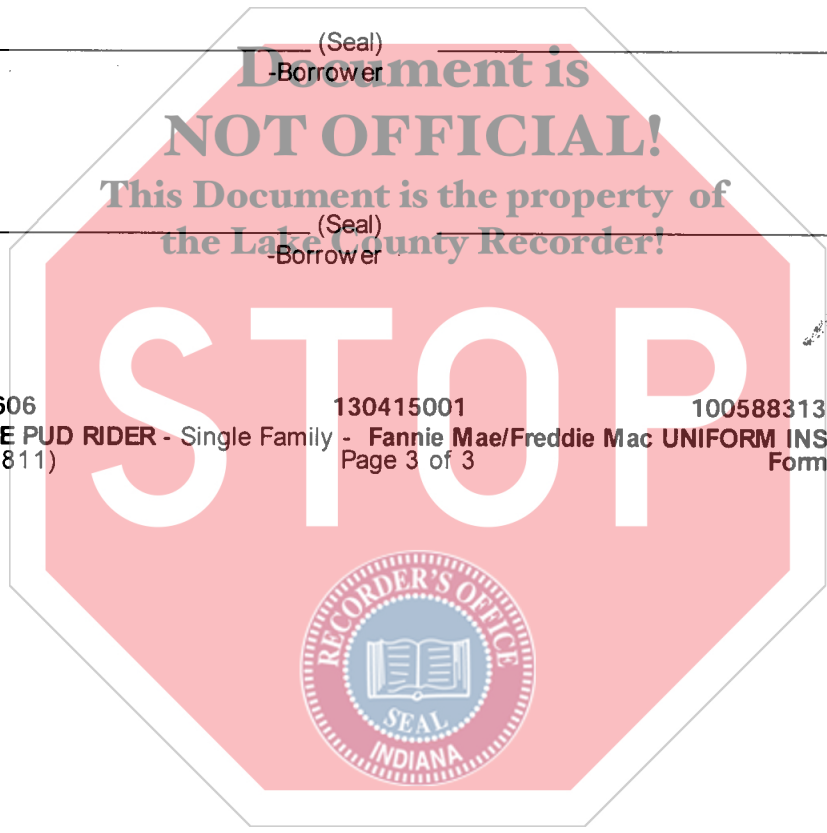 (Seal)
-Borrower
Document is
NOT OFFICIAL!
This Document is the property of
the Lake County Recorder!
(Seal)
-Borrower
STOP
606 130415001 100588313
E PUD RIDER - Single Family - Fannie Mae/Freddie Mac UNIFORM INS
811) Page 3 of 3 Form
RECORDER'S OFFICE
SEAL
INDIANA